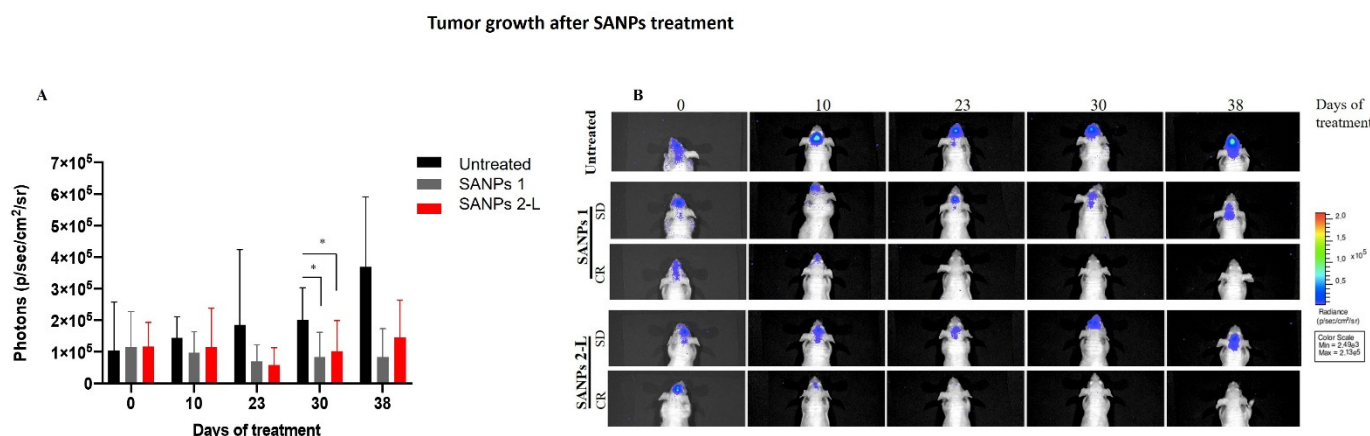 Tumor growth after SANPs treatment
A
7×10⁵
6×10⁵
5×10⁵
4×10⁵
3×10⁵
2×10⁵
1×10⁵
0
Photons (p/sec/cm²/sr)
Untreated
SANPs 1
SANPs 2-L
*
*
0 10 23 30 38
Days of treatment
B
0 10 23 30 38
Days of
treatment
Untreated
SANPs 1
SD
CR
SANPs 2-L
SD
CR
2.0
1,0 ×10⁵
0,5
Radiance
(p/sec/cm²/sr)
Color Scale
Min = 2.49e3
Max = 2.13e5